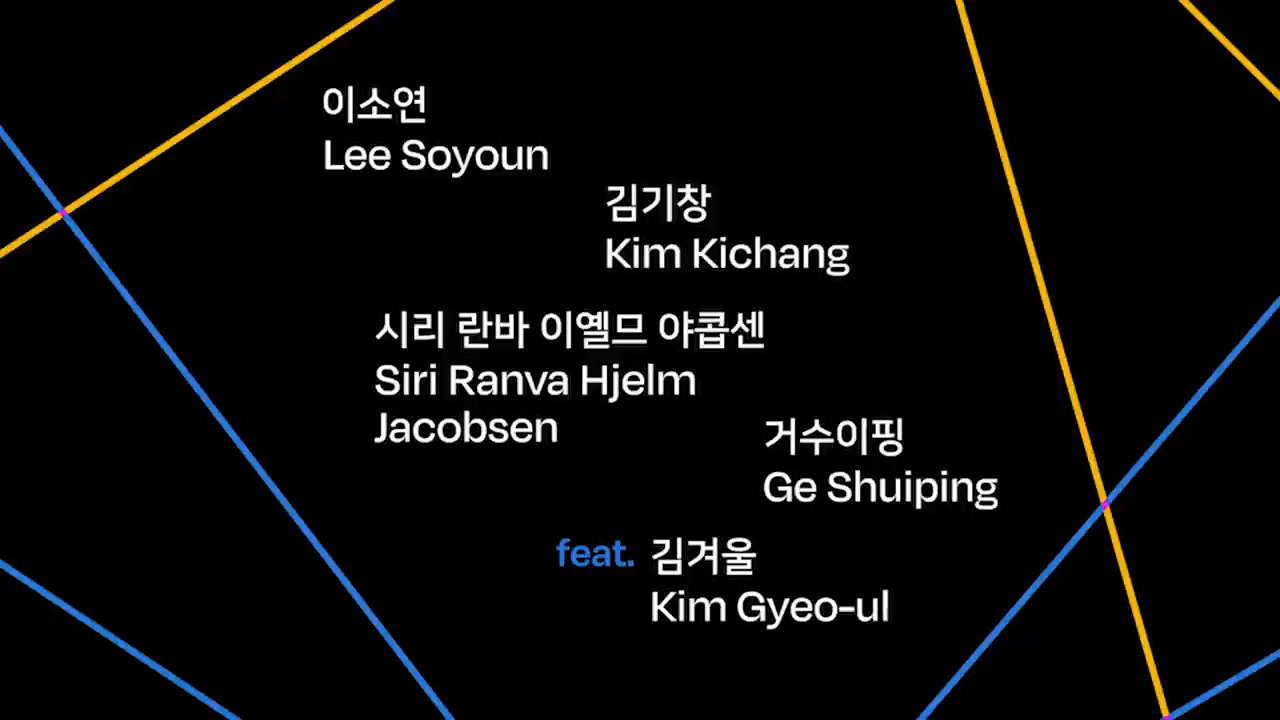 이소연
Lee Soyoun
김기창
Kim Kichang
시리 란바 이옐므 야콥센
Siri Ranva Hjelm
Jacobsen
거수이핑
Ge Shuiping
feat. 김겨울
Kim Gyeo-ul